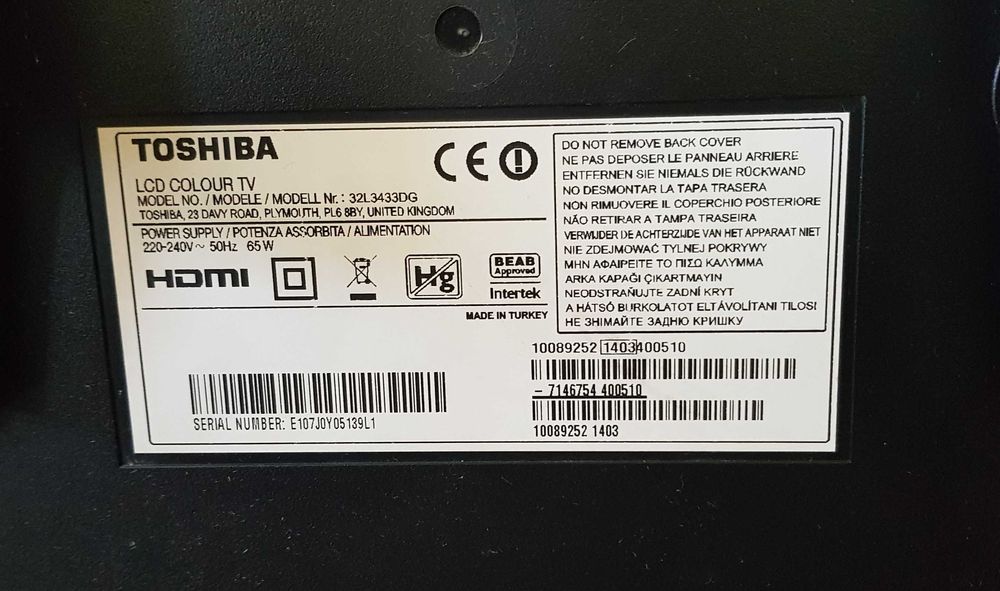 TOSHIBA
LCD COLOUR TV
MODEL NO. / MODELE / MODELL Nr. : 32L3433DG
TOSHIBA, 23 DAVY ROAD, PLYMOUTH, PL6 8BY, UNITED KINGDOM
POWER SUPPLY / POTENZA ASSORBITA / ALIMENTATION
220-240V ~ 50Hz 65 W
HDMI
Hg
BEAB
Approved
Intertek
MADE IN TURKEY
SERIAL NUMBER: E107J0Y05139L1
CE
DO NOT REMOVE BACK COVER
NE PAS DEPOSER LE PANNEAU ARRIERE
ENTFERNEN SIE NIEMALS DIE RÜCKWAND
NO DESMONTAR LA TAPA TRASERA
NON RIMUOVERE IL COPERCHIO POSTERIORE
NÃO RETIRAR A TAMPA TRASEIRA
VERWIJDER DE ACHTERZIJDE VAN HET APPARAAT NIET
NIE ZDEJMOWAĆ TYLNEJ POKRYWY
ΜΗΝ ΑΦΑΙΡΕΙΤΕ ΤΟ ΠΙΣΩ ΚΑΛΥΜΜΑ
ARKA KAPAĞI ÇIKARTMAYIN
NEODSTRAŇUJTE ZADNÍ KRYT
A HÁTSÓ BURKOLATOT ELTÁVOLÍTANI TILOS!
НЕ ЗНІМАЙТЕ ЗАДНЮ КРИШКУ
10089252 1403400510
- 7146754 400510
10089252 1403